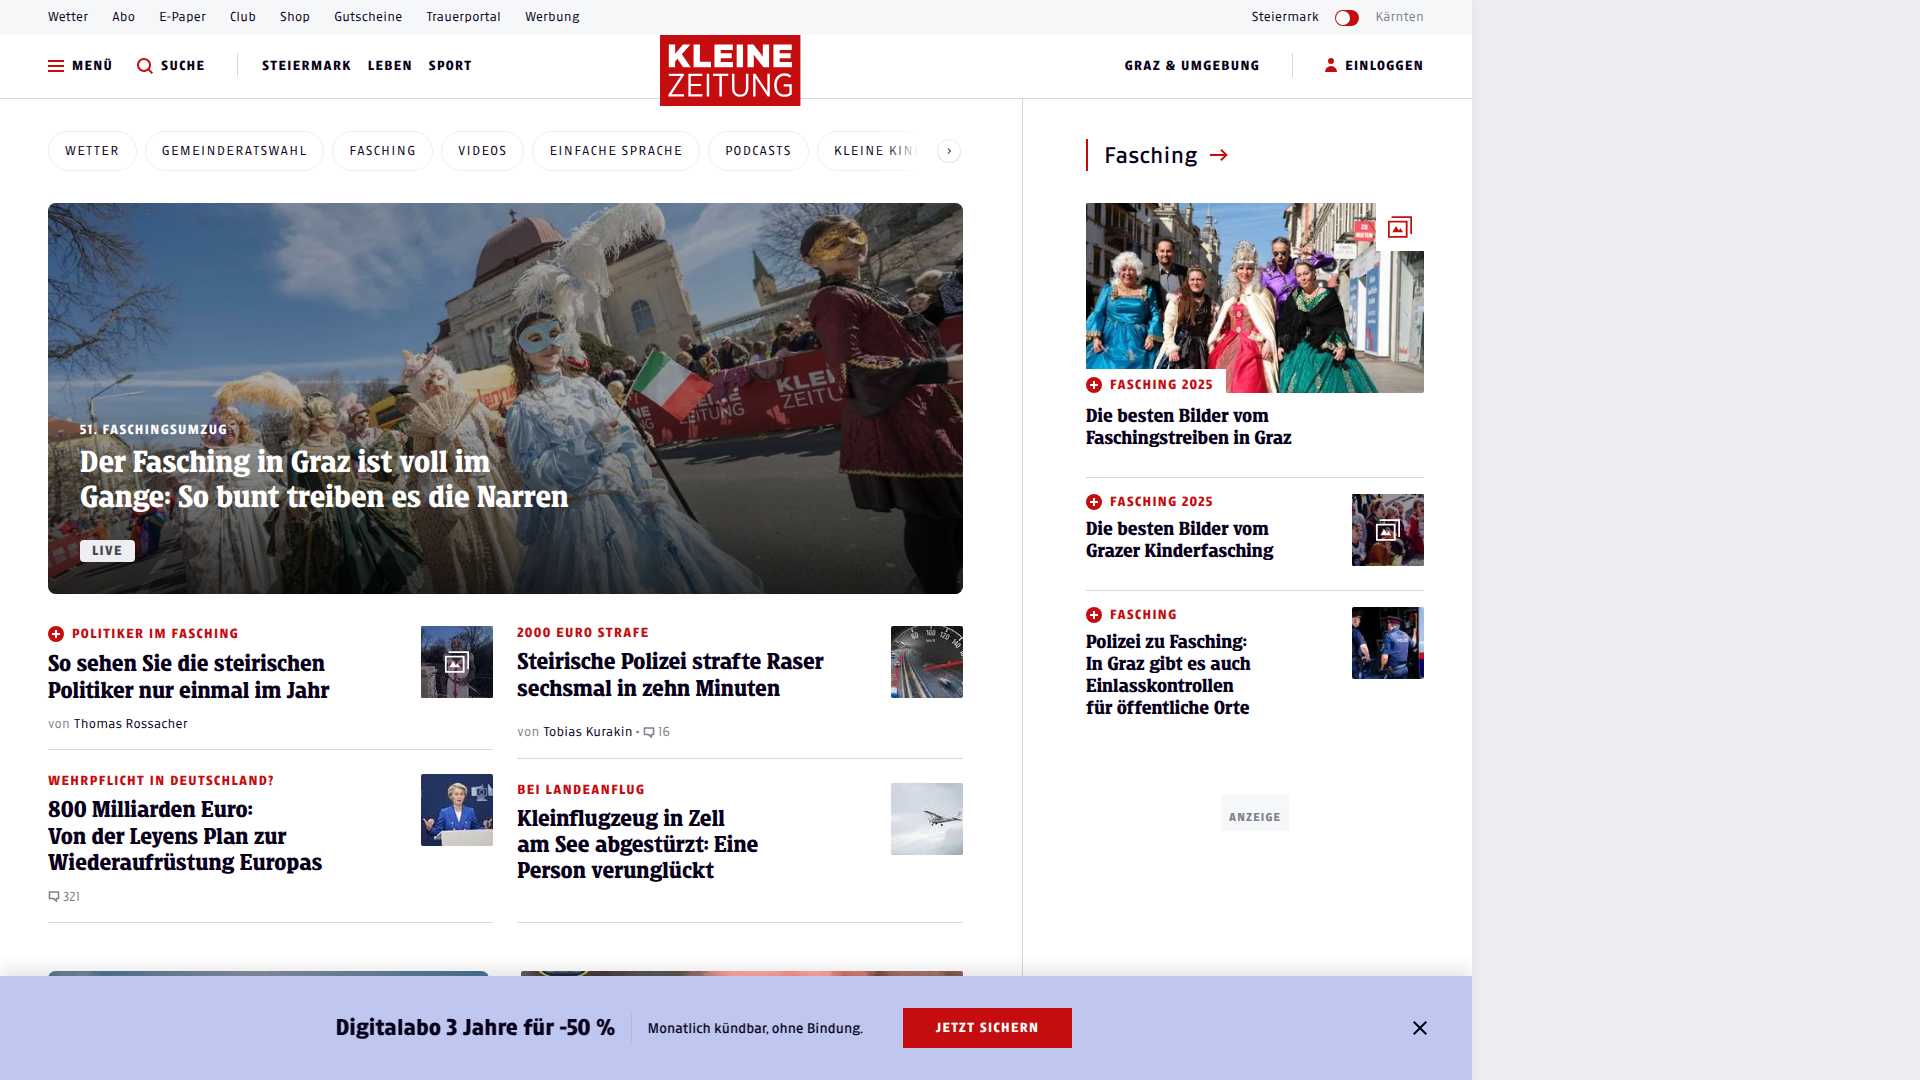 Wetter Abo E-Paper Club Shop Gutscheine Trauerportal Werbung Steiermark Kärnten
MENÜ SUCHE STEIERMARK LEBEN SPORT KLEINE ZEITUNG GRAZ & UMGEBUNG EINLOGGEN
WETTER GEMEINDERATSWAHL FASCHING VIDEOS EINFACHE SPRACHE PODCASTS KLEINE KIN
51. FASCHINGSUMZUG
Der Fasching in Graz ist voll im
Gange: So bunt treiben es die Narren
LIVE
KLEINE
ZEITUNG
POLITIKER IM FASCHING
So sehen Sie die steirischen
Politiker nur einmal im Jahr
von Thomas Rossacher
2000 EURO STRAFE
Steirische Polizei strafte Raser
sechsmal in zehn Minuten
von Tobias Kurakin • 16
WEHRPFLICHT IN DEUTSCHLAND?
800 Milliarden Euro:
Von der Leyens Plan zur
Wiederaufrüstung Europas
321
BEI LANDEANFLUG
Kleinflugzeug in Zell
am See abgestürzt: Eine
Person verunglückt
Fasching
FASCHING 2025
Die besten Bilder vom
Faschingstreiben in Graz
FASCHING 2025
Die besten Bilder vom
Grazer Kinderfasching
FASCHING
Polizei zu Fasching:
In Graz gibt es auch
Einlasskontrollen
für öffentliche Orte
ANZEIGE
Digitalabo 3 Jahre für -50 % Monatlich kündbar, ohne Bindung. JETZT SICHERN